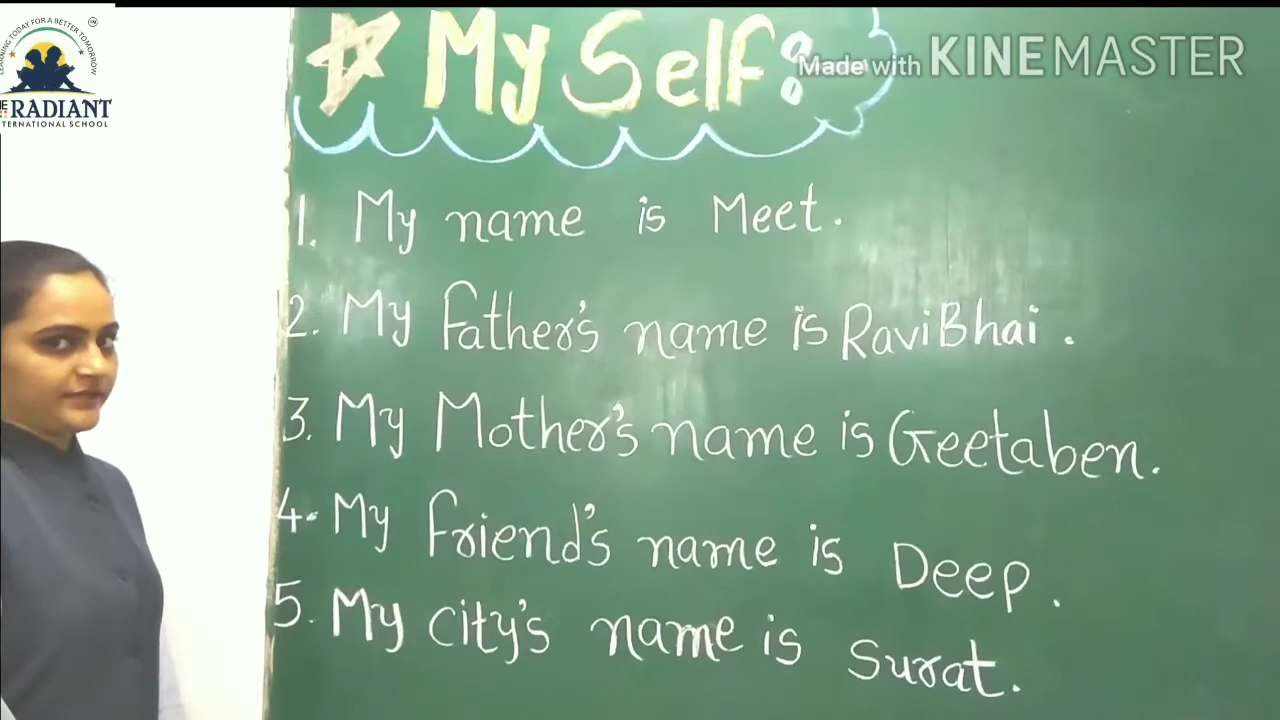 LEARNING TODAY FOR A BETTER TOMORROW
TM
RADIANT
INTERNATIONAL SCHOOL
My Self:
Made with KINEMASTER
1. My name is Meet.
2. My Father's name is RaviBhai.
3. My Mother's name is Geetaben.
4. My Friend's name is Deep.
5. My city's name is Surat.